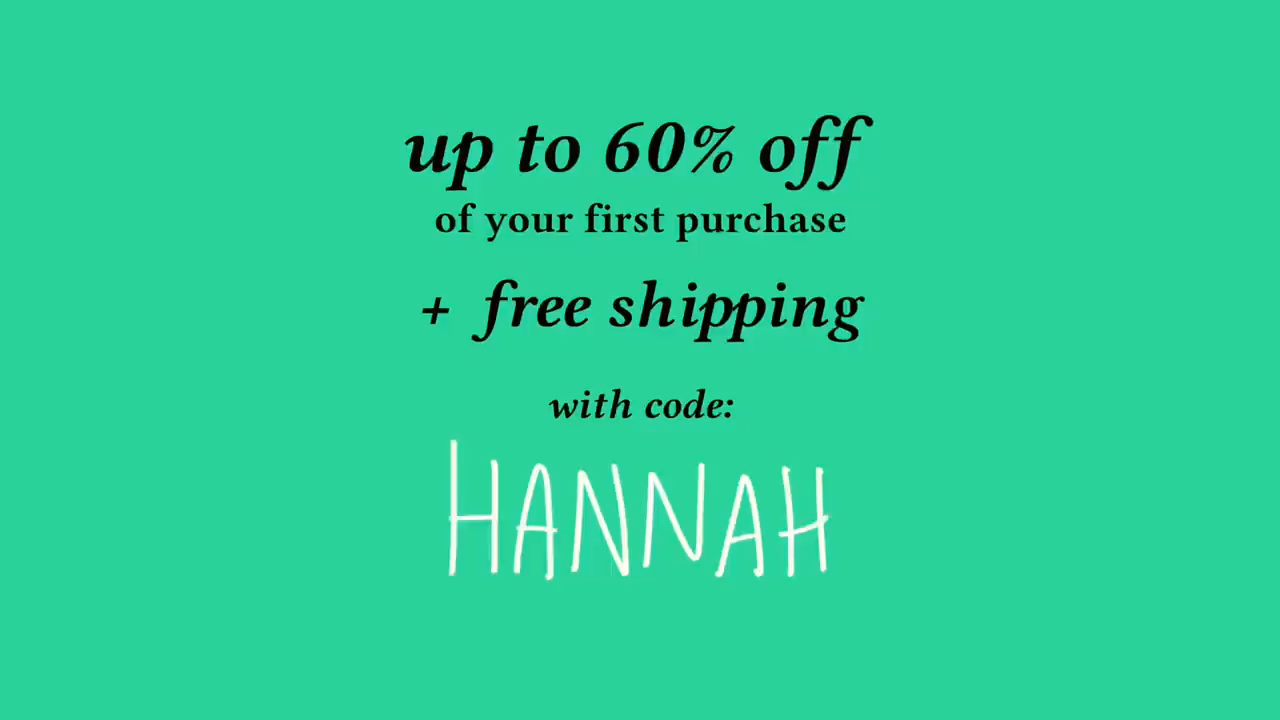 up to 60% off
of your first purchase
+ free shipping
with code:
HANNAH